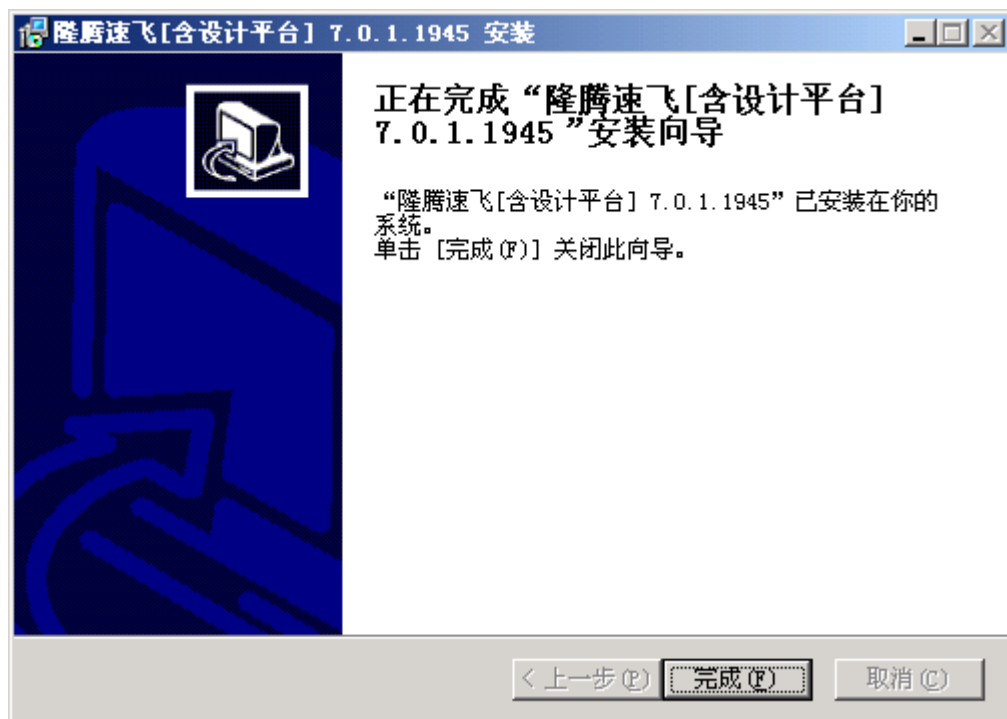 隆腾速飞[含设计平台] 7.0.1.1945 安装
正在完成“隆腾速飞[含设计平台]
7.0.1.1945”安装向导
“隆腾速飞[含设计平台] 7.0.1.1945”已安装在你的
系统。
单击 [完成(F)] 关闭此向导。
< 上一步(P) 完成(F) 取消(C)